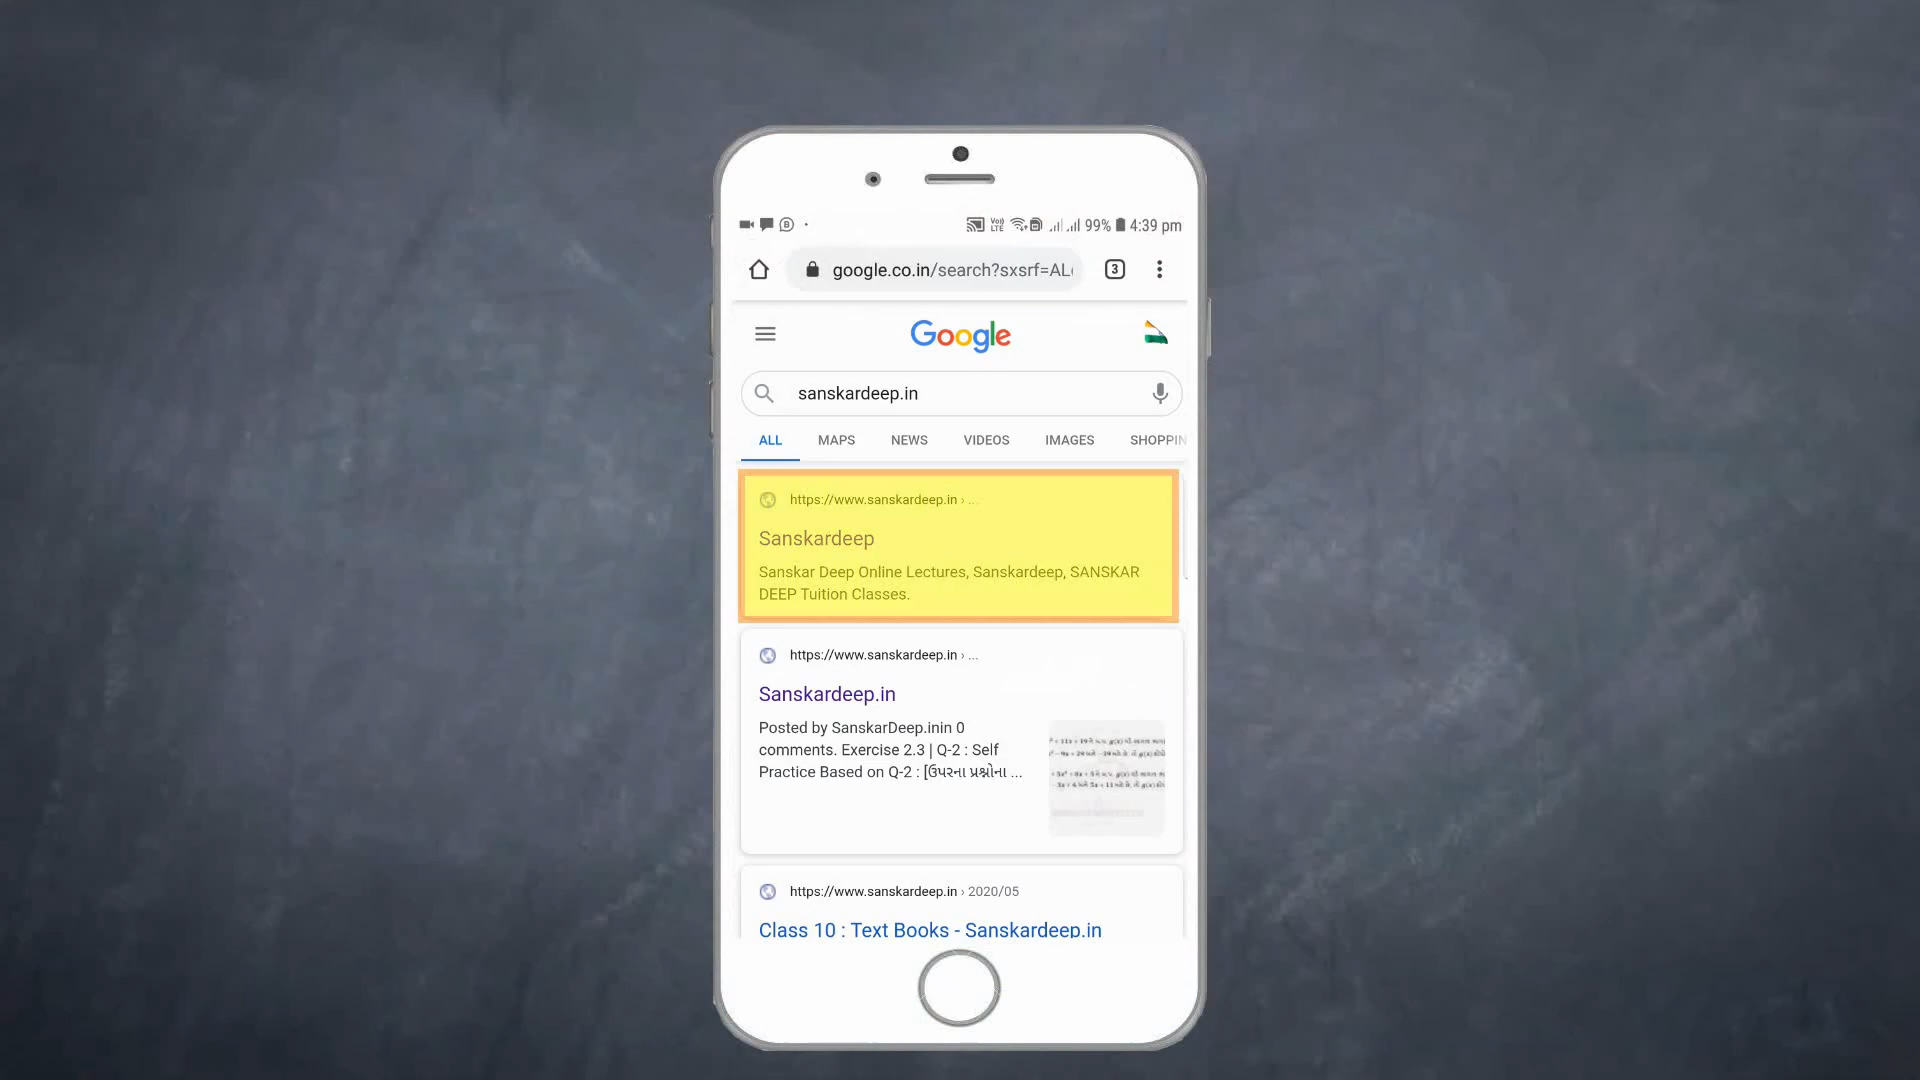 Vo)) LTE 99% 4:39 pm
google.co.in/search?sxsrf=AL
3
Google
sanskardeep.in
ALL MAPS NEWS VIDEOS IMAGES SHOPPIN
https://www.sanskardeep.in › ...
Sanskardeep
Sanskar Deep Online Lectures, Sanskardeep, SANSKAR
DEEP Tuition Classes.
https://www.sanskardeep.in › ...
Sanskardeep.in
Posted by SanskarDeep.inin 0
comments. Exercise 2.3 | Q-2 : Self
Practice Based on Q-2 : [ઉપરના પ્રશ્નોના ...
https://www.sanskardeep.in › 2020/05
Class 10 : Text Books - Sanskardeep.in